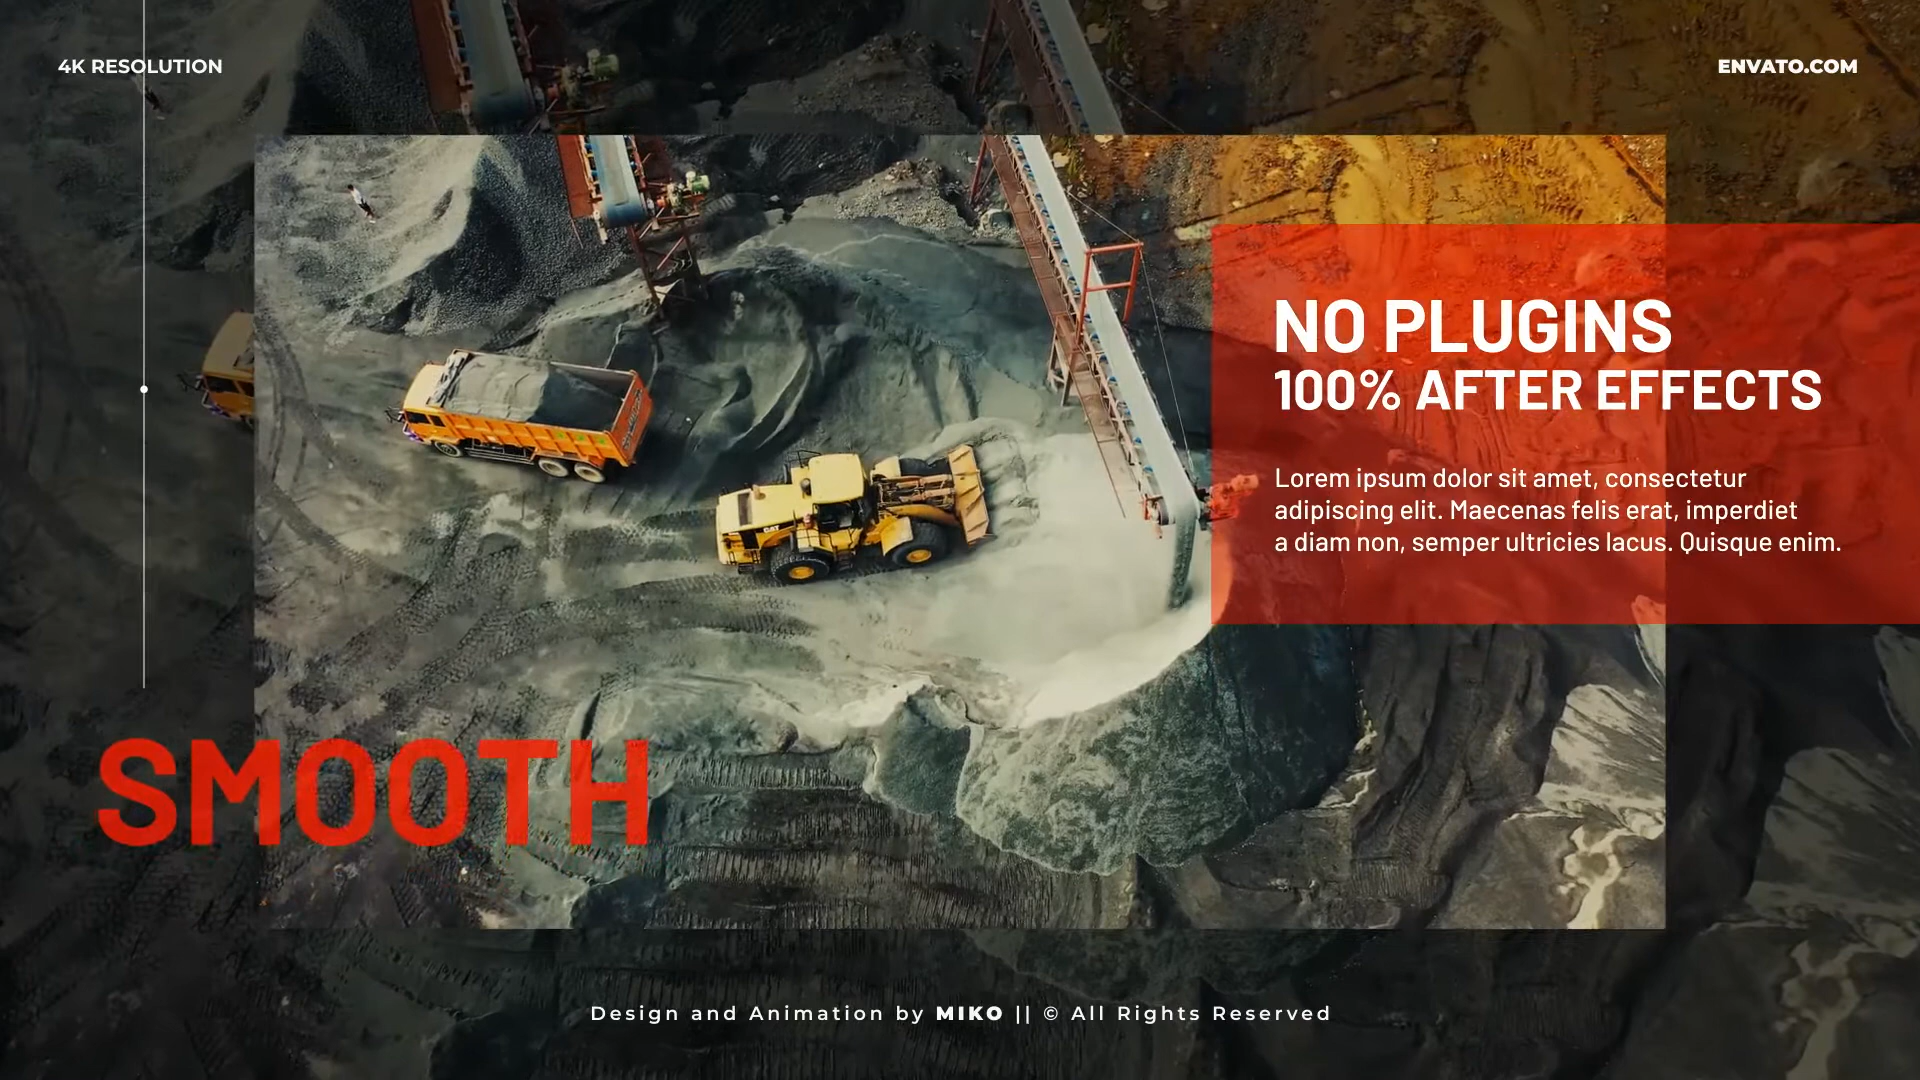 4K RESOLUTION
ENVATO.COM
NO PLUGINS
100% AFTER EFFECTS
Lorem ipsum dolor sit amet, consectetur
adipiscing elit. Maecenas felis erat, imperdiet
a diam non, semper ultricies lacus. Quisque enim.
CAT
SMOOTH
Design and Animation by MIKO || © All Rights Reserved